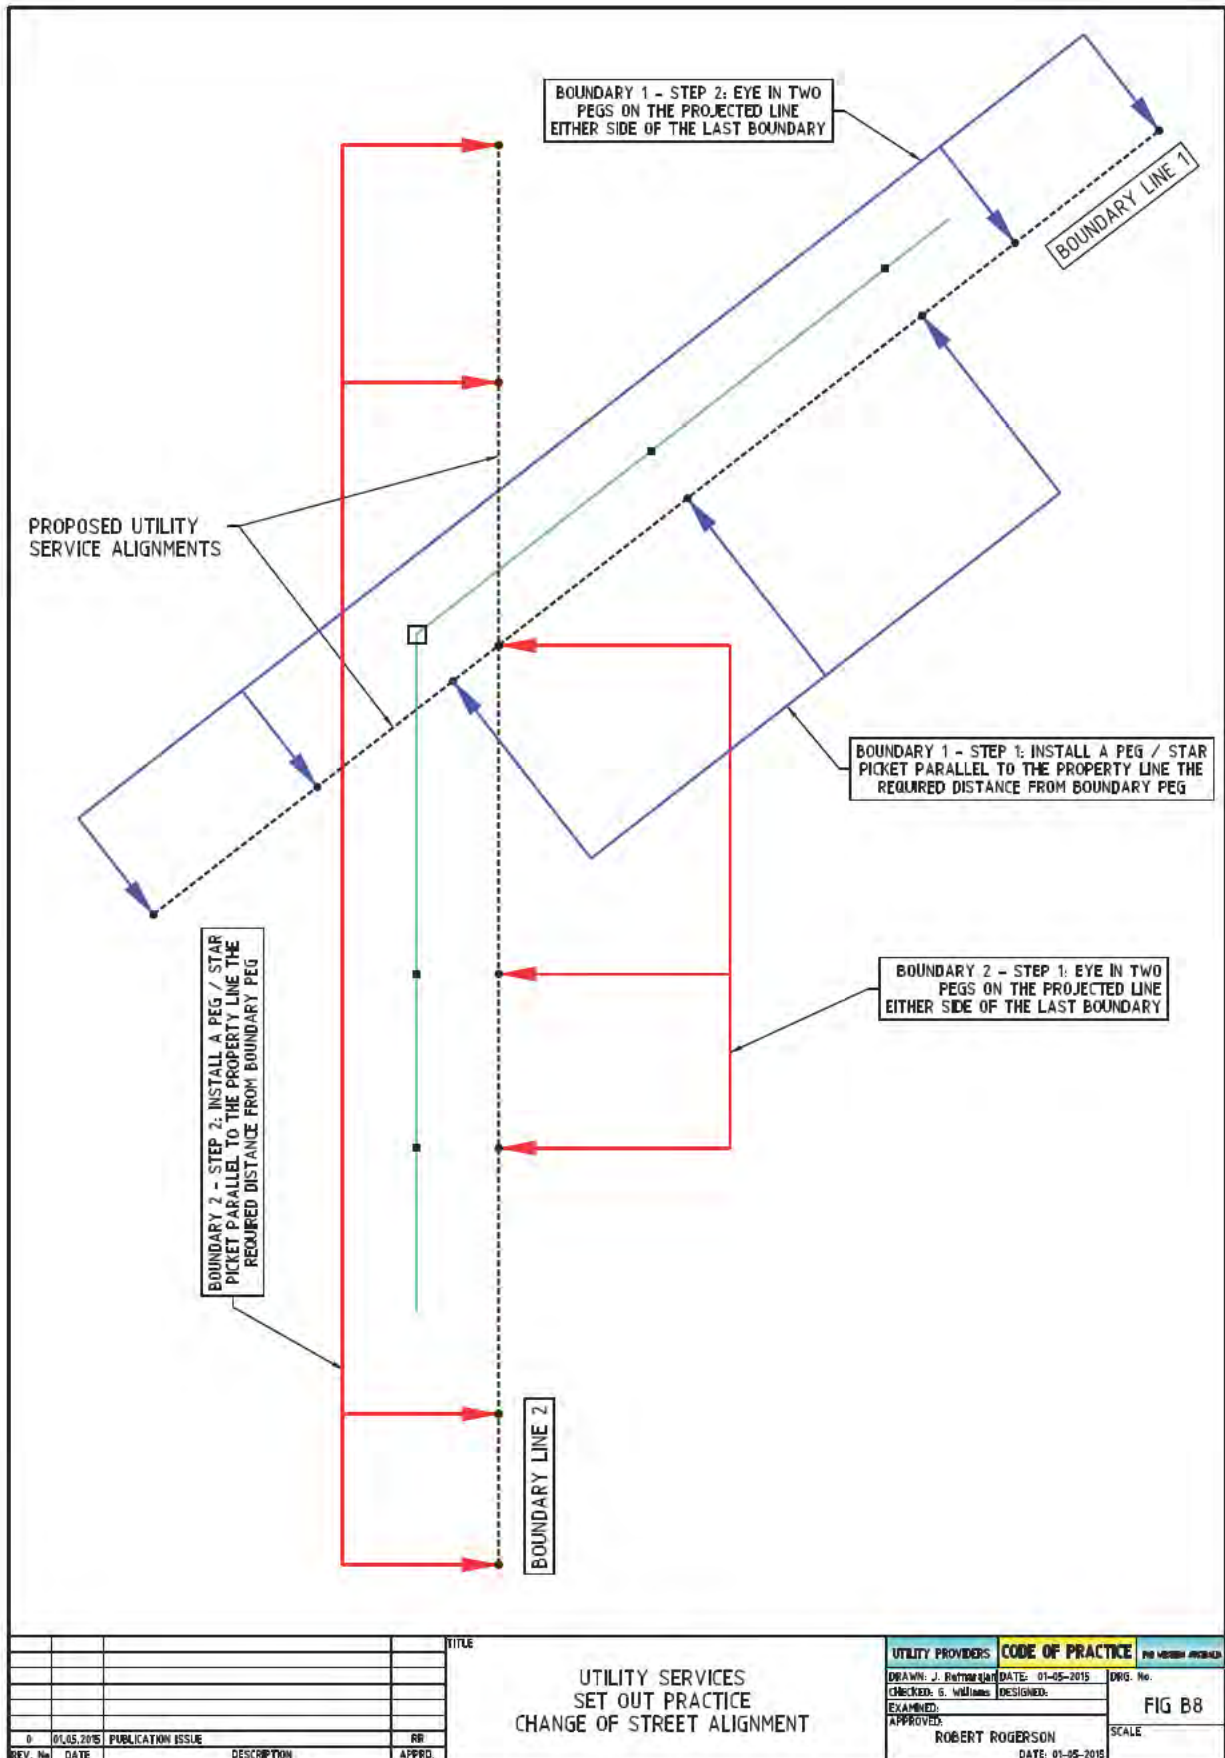 BOUNDARY 1 - STEP 2: EYE IN TWO
PEGS ON THE PROJECTED LINE
EITHER SIDE OF THE LAST BOUNDARY
BOUNDARY LINE 1
PROPOSED UTILITY
SERVICE ALIGNMENTS
BOUNDARY 1 - STEP 1: INSTALL A PEG / STAR
PICKET PARALLEL TO THE PROPERTY LINE THE
REQUIRED DISTANCE FROM BOUNDARY PEG
BOUNDARY 2 - STEP 2: INSTALL A PEG / STAR
PICKET PARALLEL TO THE PROPERTY LINE THE
REQUIRED DISTANCE FROM BOUNDARY PEG
BOUNDARY 2 - STEP 1: EYE IN TWO
PEGS ON THE PROJECTED LINE
EITHER SIDE OF THE LAST BOUNDARY
BOUNDARY LINE 2
0 01.05.2015 PUBLICATION ISSUE RR
REV. No DATE DESCRIPTION APPRD.
TITLE
UTILITY SERVICES
SET OUT PRACTICE
CHANGE OF STREET ALIGNMENT
UTILITY PROVIDERS CODE OF PRACTICE FOR WESTERN AUSTRALIA
DRAWN: J. DATE: 01-05-2015 DRG. No.
CHECKED: G. Williams DESIGNED:
EXAMINED:
FIG B8
APPROVED:
ROBERT ROGERSON
SCALE
DATE: 01-05-2015